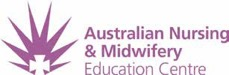 Australian Nursing
& Midwifery
Education Centre